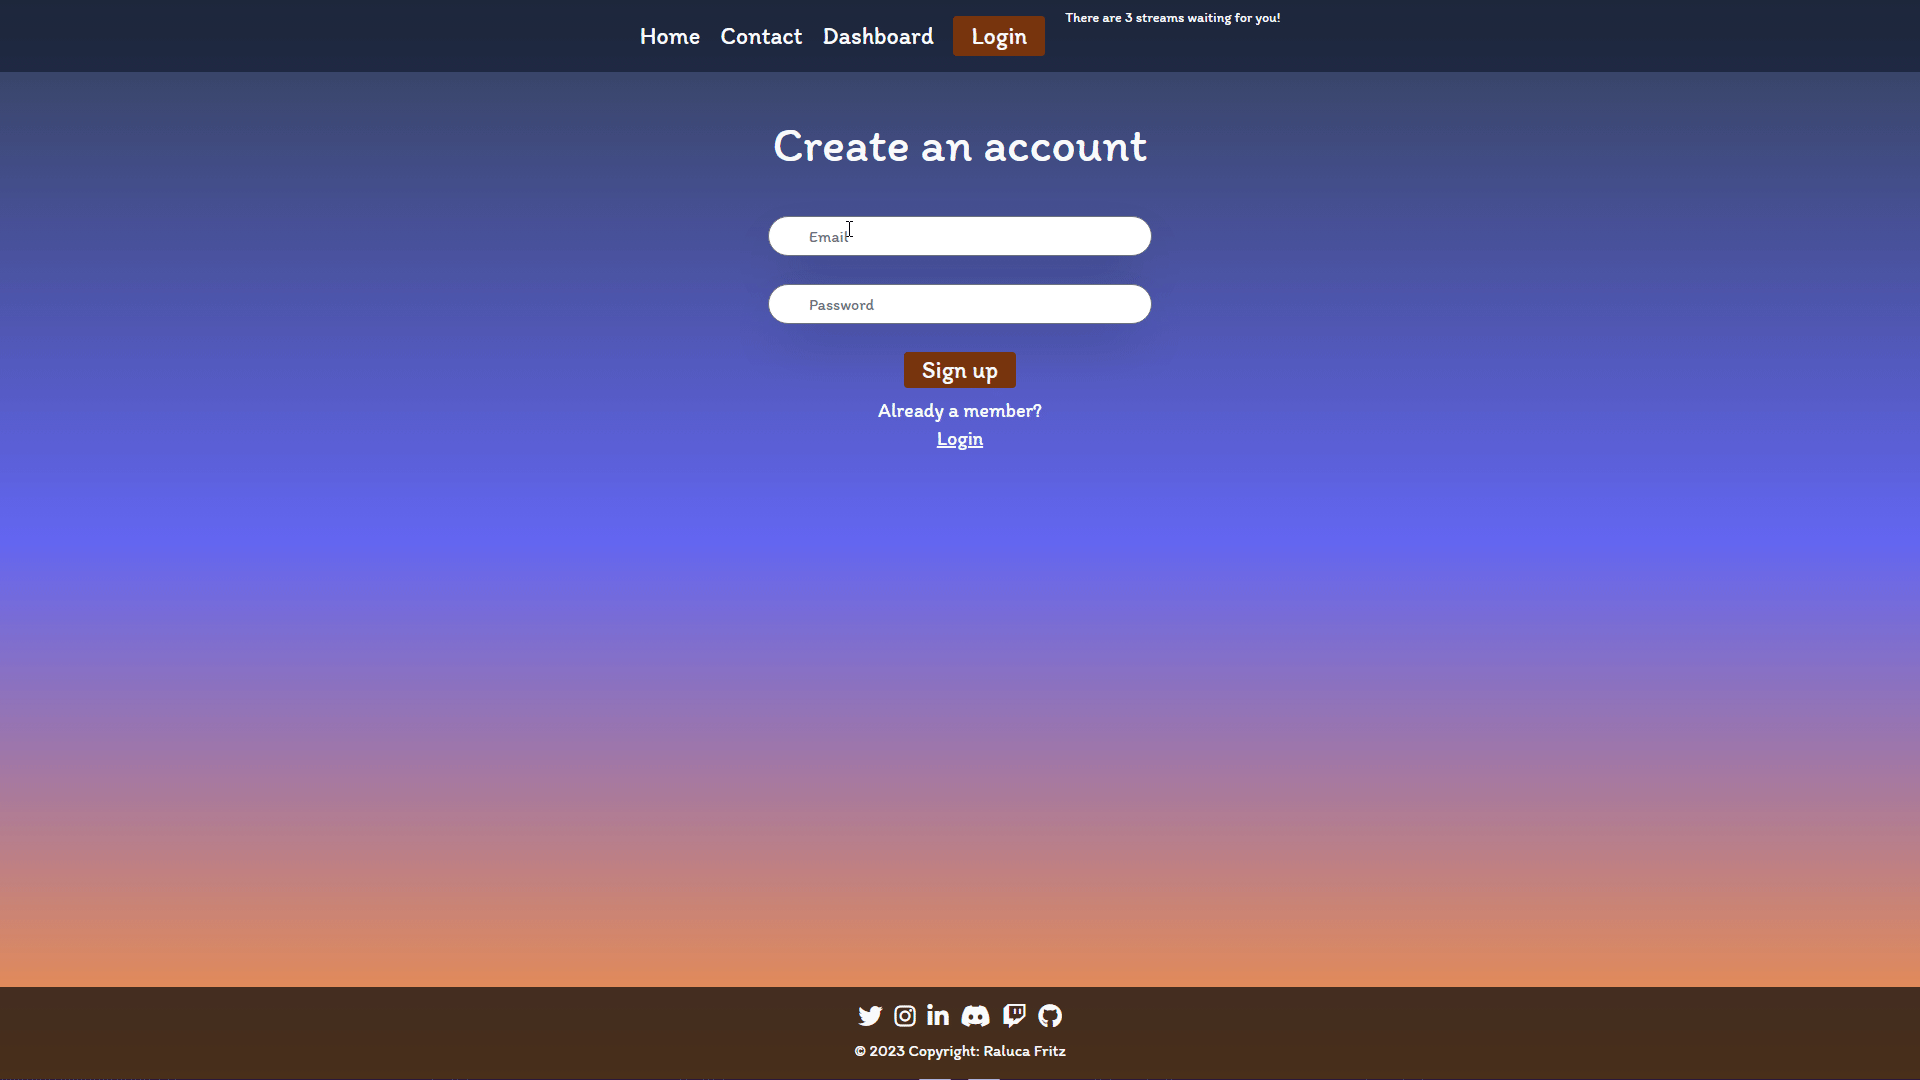 Home Contact Dashboard Login There are 3 streams waiting for you!
Create an account
Email
Password
Sign up
Already a member?
Login
© 2023 Copyright: Raluca Fritz